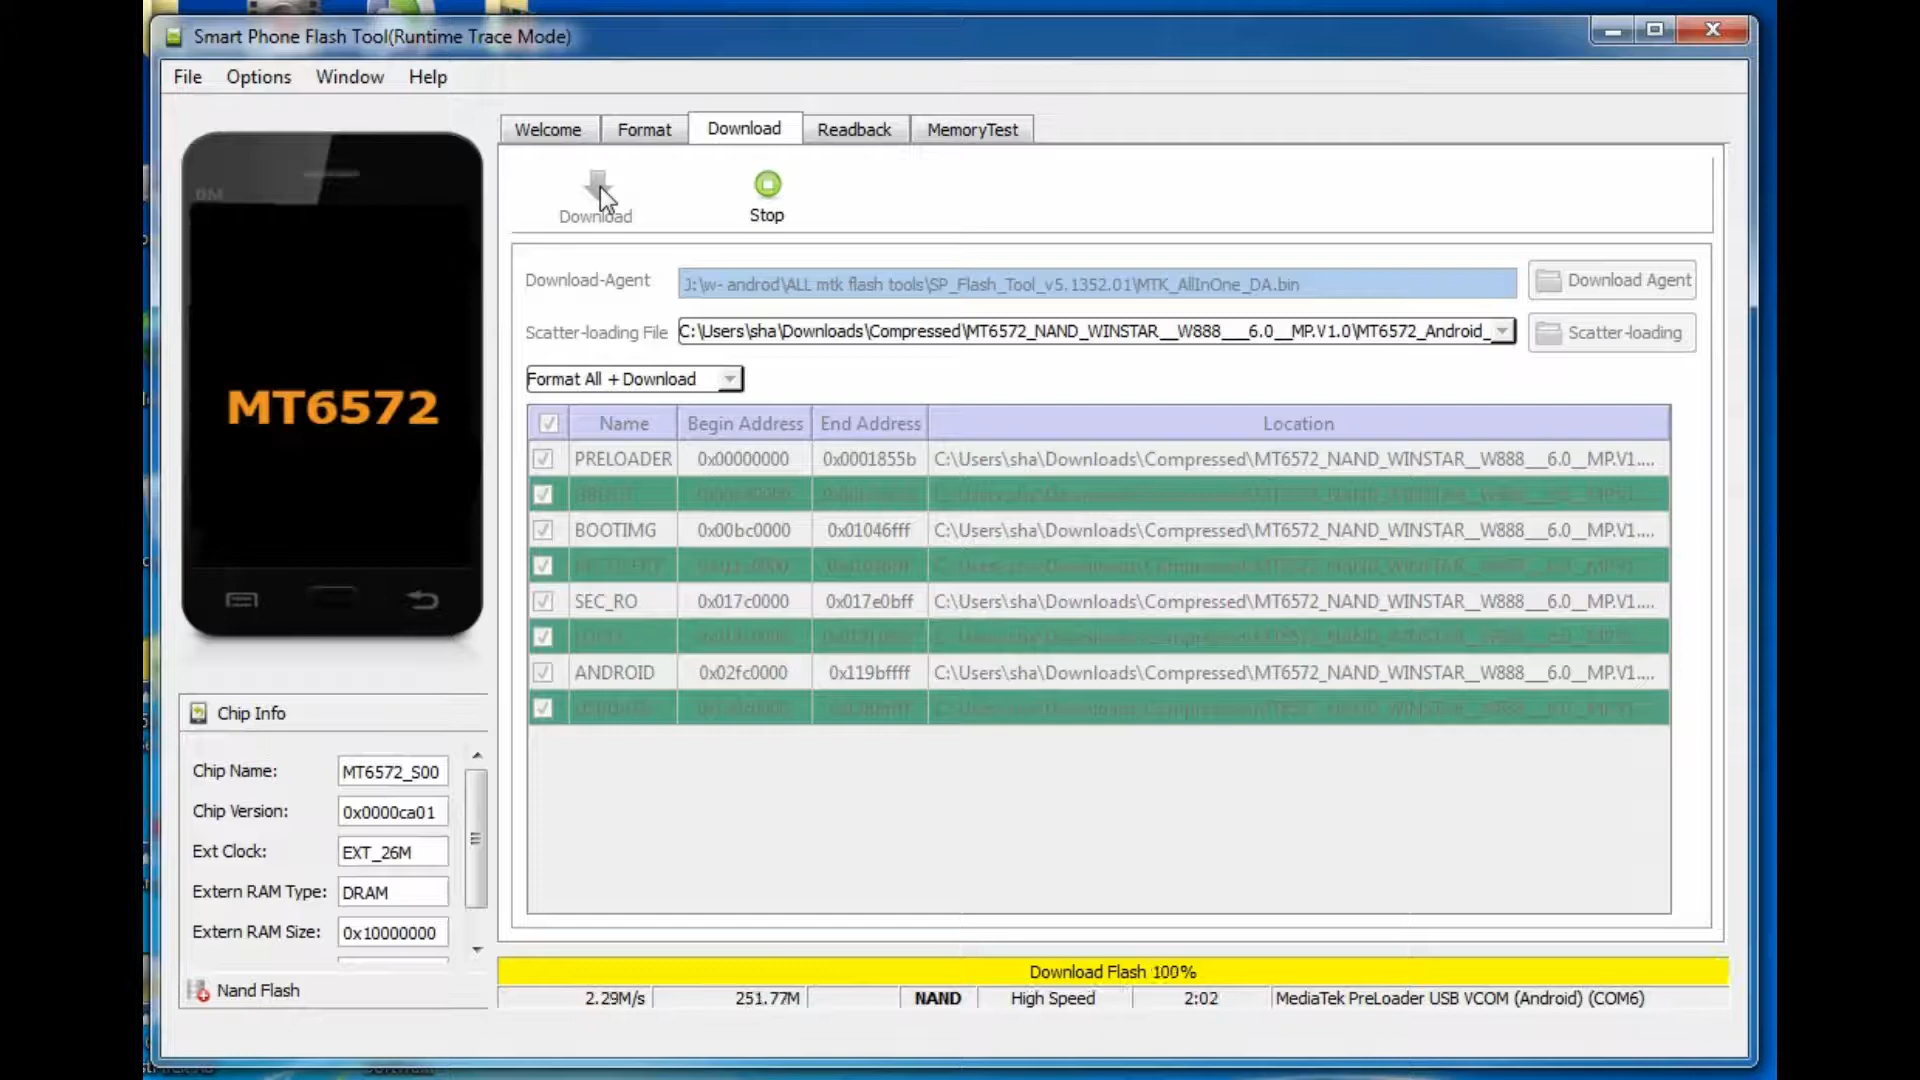 Smart Phone Flash Tool(Runtime Trace Mode)
File Options Window Help
Welcome Format Download Readback MemoryTest
BM
Download Stop
Download-Agent J:\w- androd\ALL mtk flash tools\SP_Flash_Tool_v5.1352.01\MTK_AllInOne_DA.bin Download Agent
Scatter-loading File C:\Users\sha\Downloads\Compressed\MT6572_NAND_WINSTAR__W888___6.0__MP.V1.0\MT6572_Android_ Scatter-loading
Format All + Download
Name Begin Address End Address Location
PRELOADER 0x00000000 0x0001855b C:\Users\sha\Downloads\Compressed\MT6572_NAND_WINSTAR__W888___6.0__MP.V1....
BOOTIMG 0x00bc0000 0x01046fff C:\Users\sha\Downloads\Compressed\MT6572_NAND_WINSTAR__W888___6.0__MP.V1....
SEC_RO 0x017c0000 0x017e0bff C:\Users\sha\Downloads\Compressed\MT6572_NAND_WINSTAR__W888___6.0__MP.V1....
ANDROID 0x02fc0000 0x119bffff C:\Users\sha\Downloads\Compressed\MT6572_NAND_WINSTAR__W888___6.0__MP.V1....
MT6572
Chip Info
Chip Name: MT6572_S00
Chip Version: 0x0000ca01
Ext Clock: EXT_26M
Extern RAM Type: DRAM
Extern RAM Size: 0x10000000
Nand Flash
Download Flash 100%
2.29M/s 251.77M NAND High Speed 2:02 MediaTek PreLoader USB VCOM (Android) (COM6)